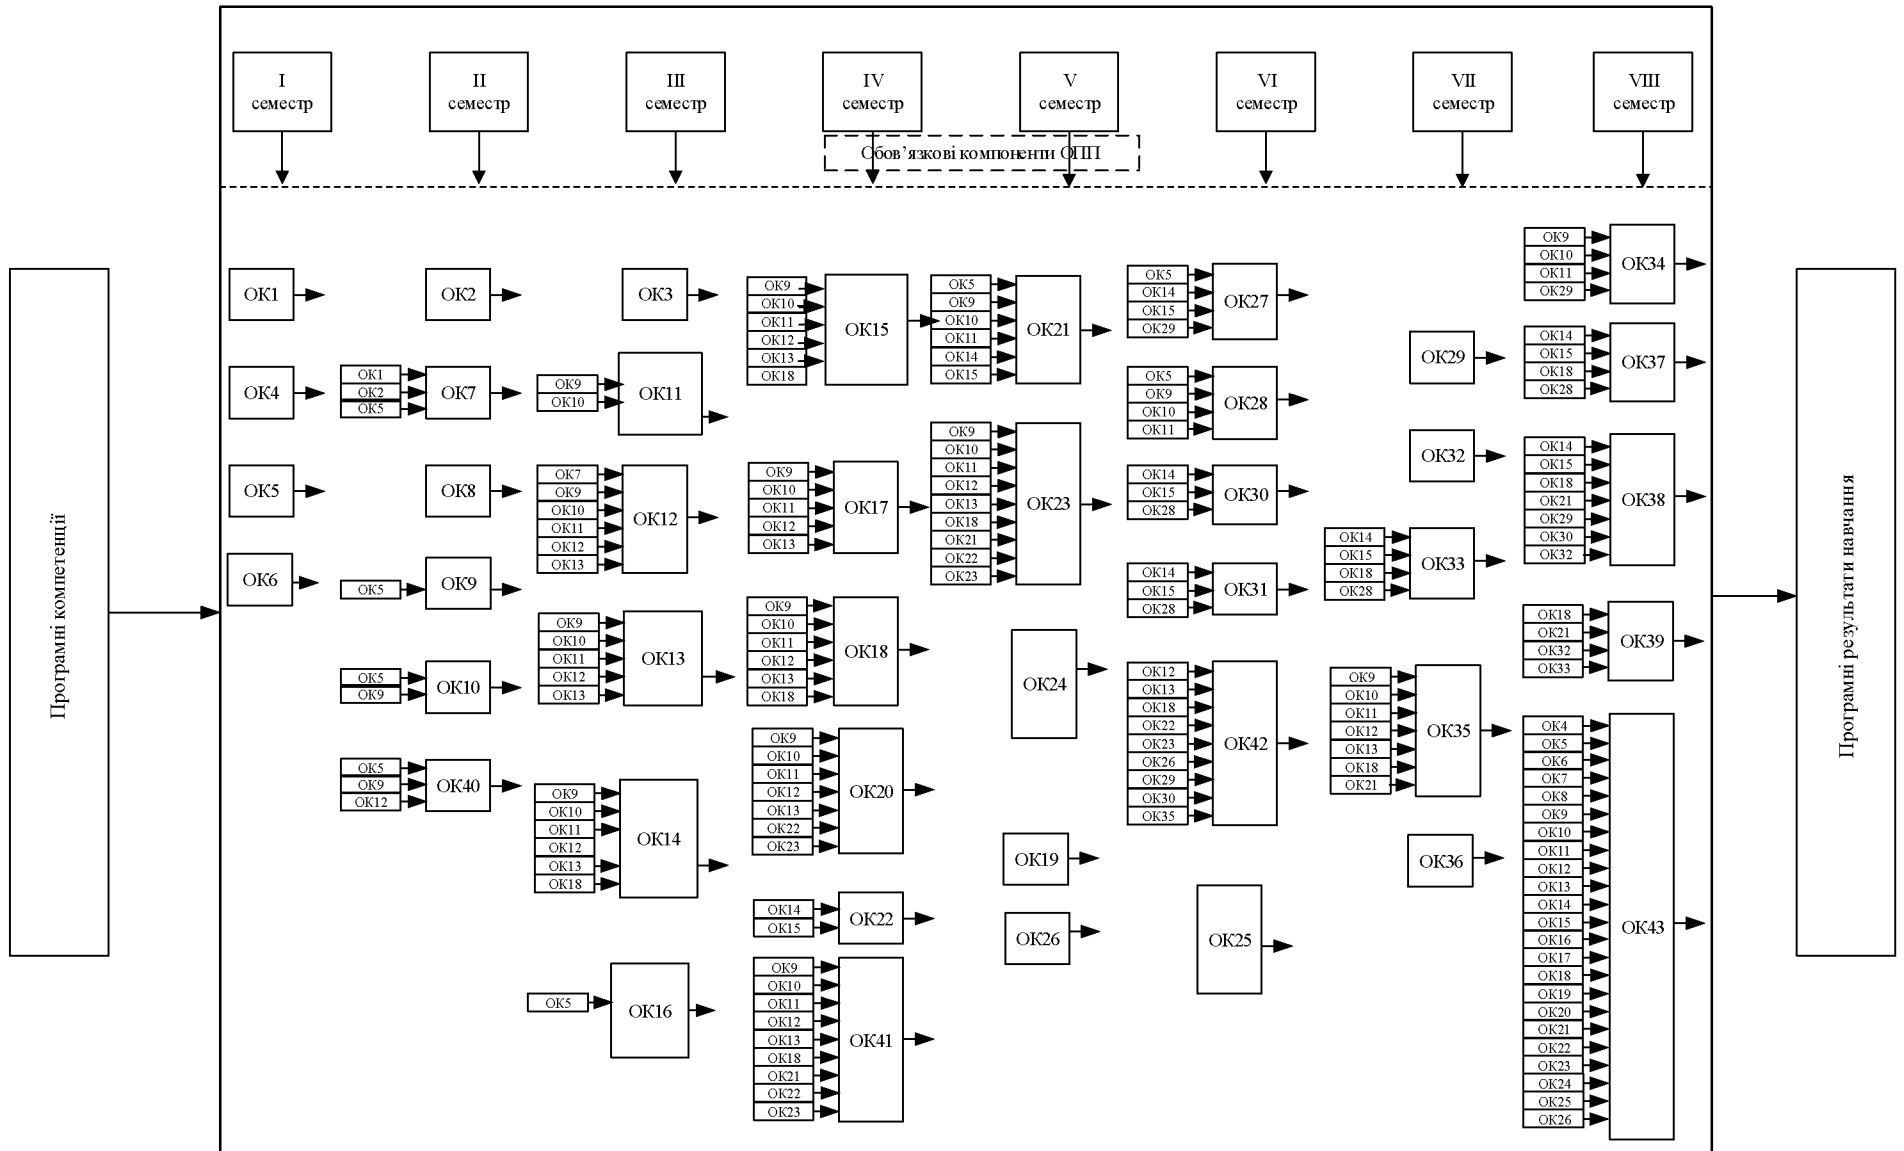 I
семестр
II
семестр
III
семестр
IV
семестр
V
семестр
VI
семестр
VII
семестр
VIII
семестр
Обов’язкові компоненти ОПП
Програмні компетенції
ОК1
ОК4
ОК5
ОК6
ОК2
ОК1
ОК2
ОК5
ОК7
ОК8
ОК5
ОК9
ОК5
ОК9
ОК10
ОК5
ОК9
ОК12
ОК40
ОК3
ОК9
ОК10
ОК11
ОК7
ОК9
ОК10
ОК11
ОК12
ОК13
ОК12
ОК9
ОК10
ОК11
ОК12
ОК13
ОК13
ОК9
ОК10
ОК11
ОК12
ОК13
ОК18
ОК14
ОК5
ОК16
ОК9
ОК10
ОК11
ОК12
ОК13
ОК18
ОК15
ОК9
ОК10
ОК11
ОК12
ОК13
ОК17
ОК9
ОК10
ОК11
ОК12
ОК13
ОК18
ОК18
ОК9
ОК10
ОК11
ОК12
ОК13
ОК22
ОК23
ОК20
ОК14
ОК15
ОК22
ОК9
ОК10
ОК11
ОК12
ОК13
ОК18
ОК21
ОК22
ОК23
ОК41
ОК5
ОК9
ОК10
ОК11
ОК14
ОК15
ОК21
ОК9
ОК10
ОК11
ОК12
ОК13
ОК18
ОК21
ОК22
ОК23
ОК23
ОК24
ОК19
ОК26
ОК5
ОК14
ОК15
ОК29
ОК27
ОК5
ОК9
ОК10
ОК11
ОК28
ОК14
ОК15
ОК28
ОК30
ОК14
ОК15
ОК28
ОК31
ОК12
ОК13
ОК18
ОК22
ОК23
ОК26
ОК29
ОК30
ОК35
ОК42
ОК25
ОК29
ОК32
ОК14
ОК15
ОК18
ОК28
ОК33
ОК9
ОК10
ОК11
ОК12
ОК13
ОК18
ОК21
ОК35
ОК36
ОК9
ОК10
ОК11
ОК29
ОК34
ОК14
ОК15
ОК18
ОК28
ОК37
ОК14
ОК15
ОК18
ОК21
ОК29
ОК30
ОК32
ОК38
ОК18
ОК21
ОК32
ОК33
ОК39
ОК4
ОК5
ОК6
ОК7
ОК8
ОК9
ОК10
ОК11
ОК12
ОК13
ОК14
ОК15
ОК16
ОК17
ОК18
ОК19
ОК20
ОК21
ОК22
ОК23
ОК24
ОК25
ОК26
ОК43
Програмні результати навчання